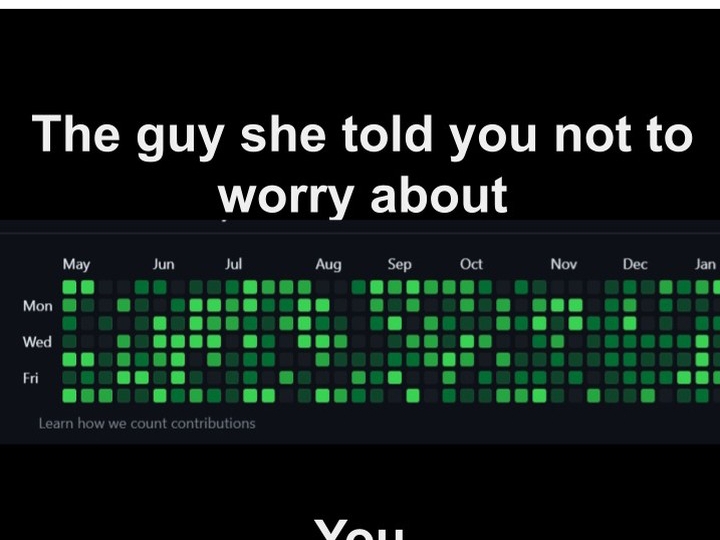 The guy she told you not to
worry about
May Jun Jul Aug Sep Oct Nov Dec Jan
Mon
Wed
Fri
Learn how we count contributions
You